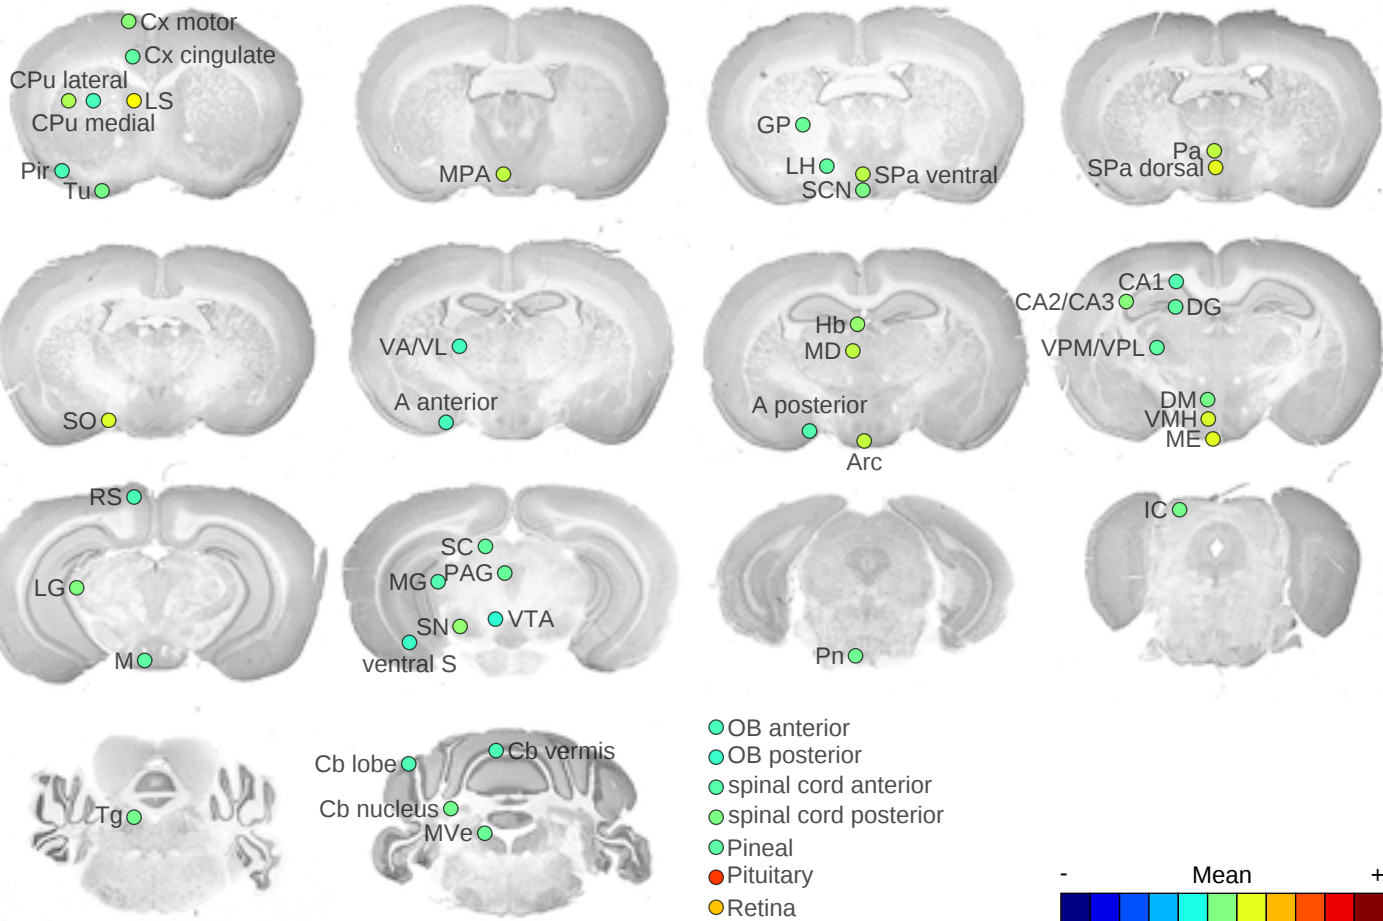 Cx motor
Cx cingulate
CPu lateral
LS
CPu medial
Pir
Tu
MPA
GP
LH
SPa ventral
SCN
Pa
SPa dorsal
SO
VA/VL
A anterior
Hb
MD
A posterior
Arc
CA1
CA2/CA3
DG
VPM/VPL
DM
VMH
ME
RS
LG
M
SC
MG
PAG
SN
VTA
ventral S
Pn
IC
Tg
Cb lobe
Cb vermis
Cb nucleus
MVe
OB anterior
OB posterior
spinal cord anterior
spinal cord posterior
Pineal
Pituitary
Retina
- Mean +